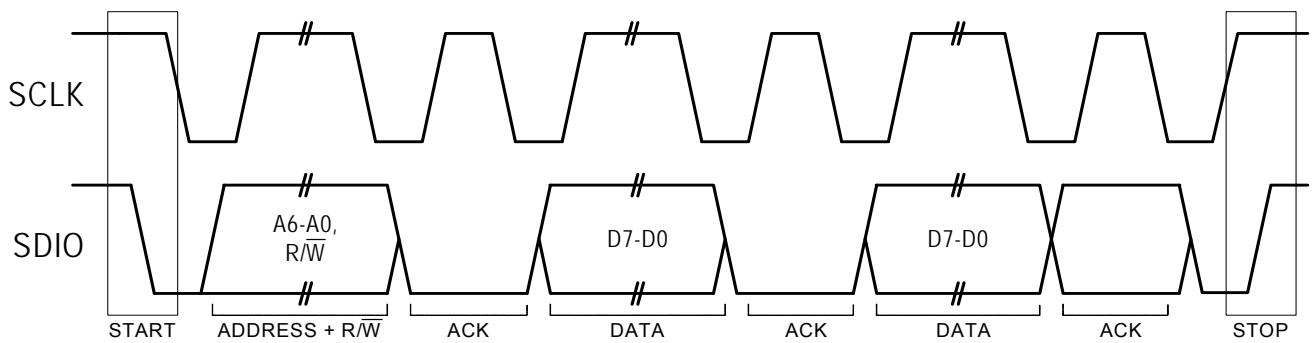 SCLK
SDIO
A6-A0,
R/W̅
D7-D0
D7-D0
START
ADDRESS + R/W̅
ACK
DATA
ACK
DATA
ACK
STOP